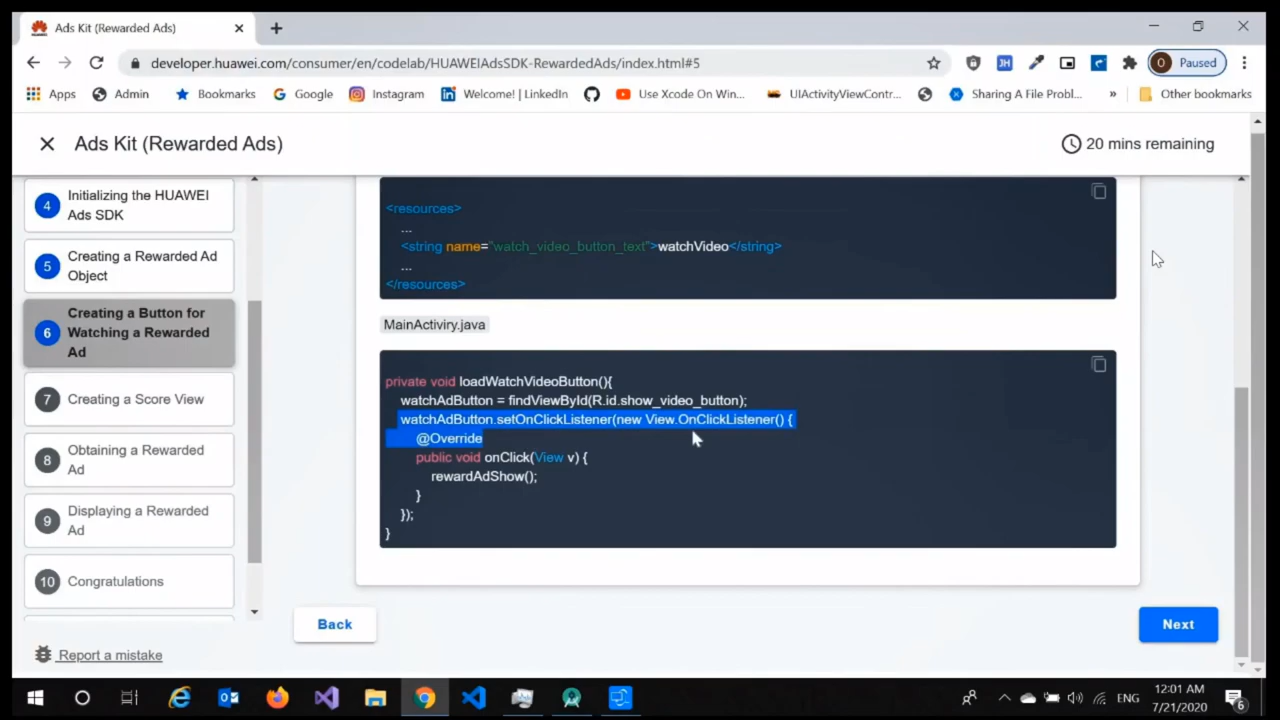 Ads Kit (Rewarded Ads)
developer.huawei.com/consumer/en/codelab/HUAWEIAdsSDK-RewardedAds/index.html#5
JH
O Paused
Apps Admin Bookmarks Google Instagram Welcome! | LinkedIn Use Xcode On Win... UIActivityViewContr... Sharing A File Probl... » Other bookmarks
Ads Kit (Rewarded Ads)
20 mins remaining
4 Initializing the HUAWEI
Ads SDK
5 Creating a Rewarded Ad
Object
6 Creating a Button for
Watching a Rewarded
Ad
7 Creating a Score View
8 Obtaining a Rewarded
Ad
9 Displaying a Rewarded
Ad
10 Congratulations
Report a mistake
<resources>
...
<string name="watch_video_button_text">watchVideo</string>
...
</resources>
MainActiviry.java
private void loadWatchVideoButton(){
watchAdButton = findViewById(R.id.show_video_button);
watchAdButton.setOnClickListener(new View.OnClickListener() {
@Override
public void onClick(View v) {
rewardAdShow();
}
});
}
Back
Next
ENG
12:01 AM
7/21/2020
6